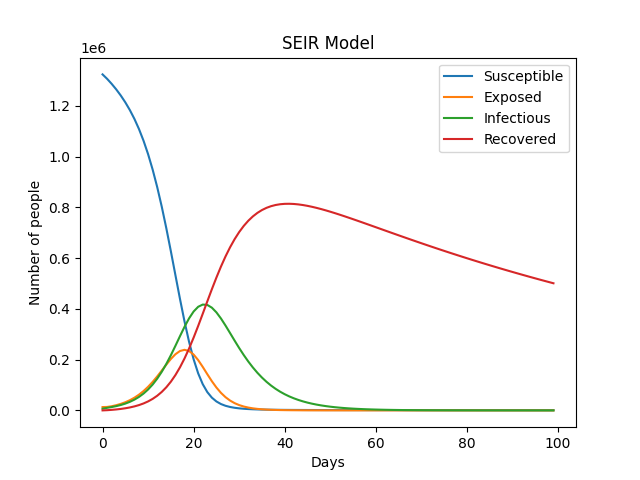 SEIR Model
1e6
Susceptible
Exposed
Infectious
Recovered
1.2
1.0
0.8
0.6
0.4
0.2
0.0
Number of people
0 20 40 60 80 100
Days